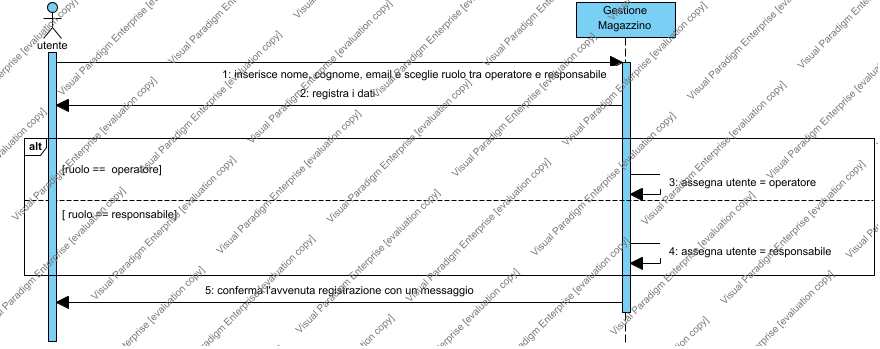 utente
Gestione
Magazzino
1: inserisce nome, cognome, email e sceglie ruolo tra operatore e responsabile
2: registra i dati
alt
[ruolo == operatore]
3: assegna utente = operatore
[ ruolo == responsabile]
4: assegna utente = responsabile
5: conferma l'avvenuta registrazione con un messaggio
Visual Paradigm Enterprise [evaluation copy]